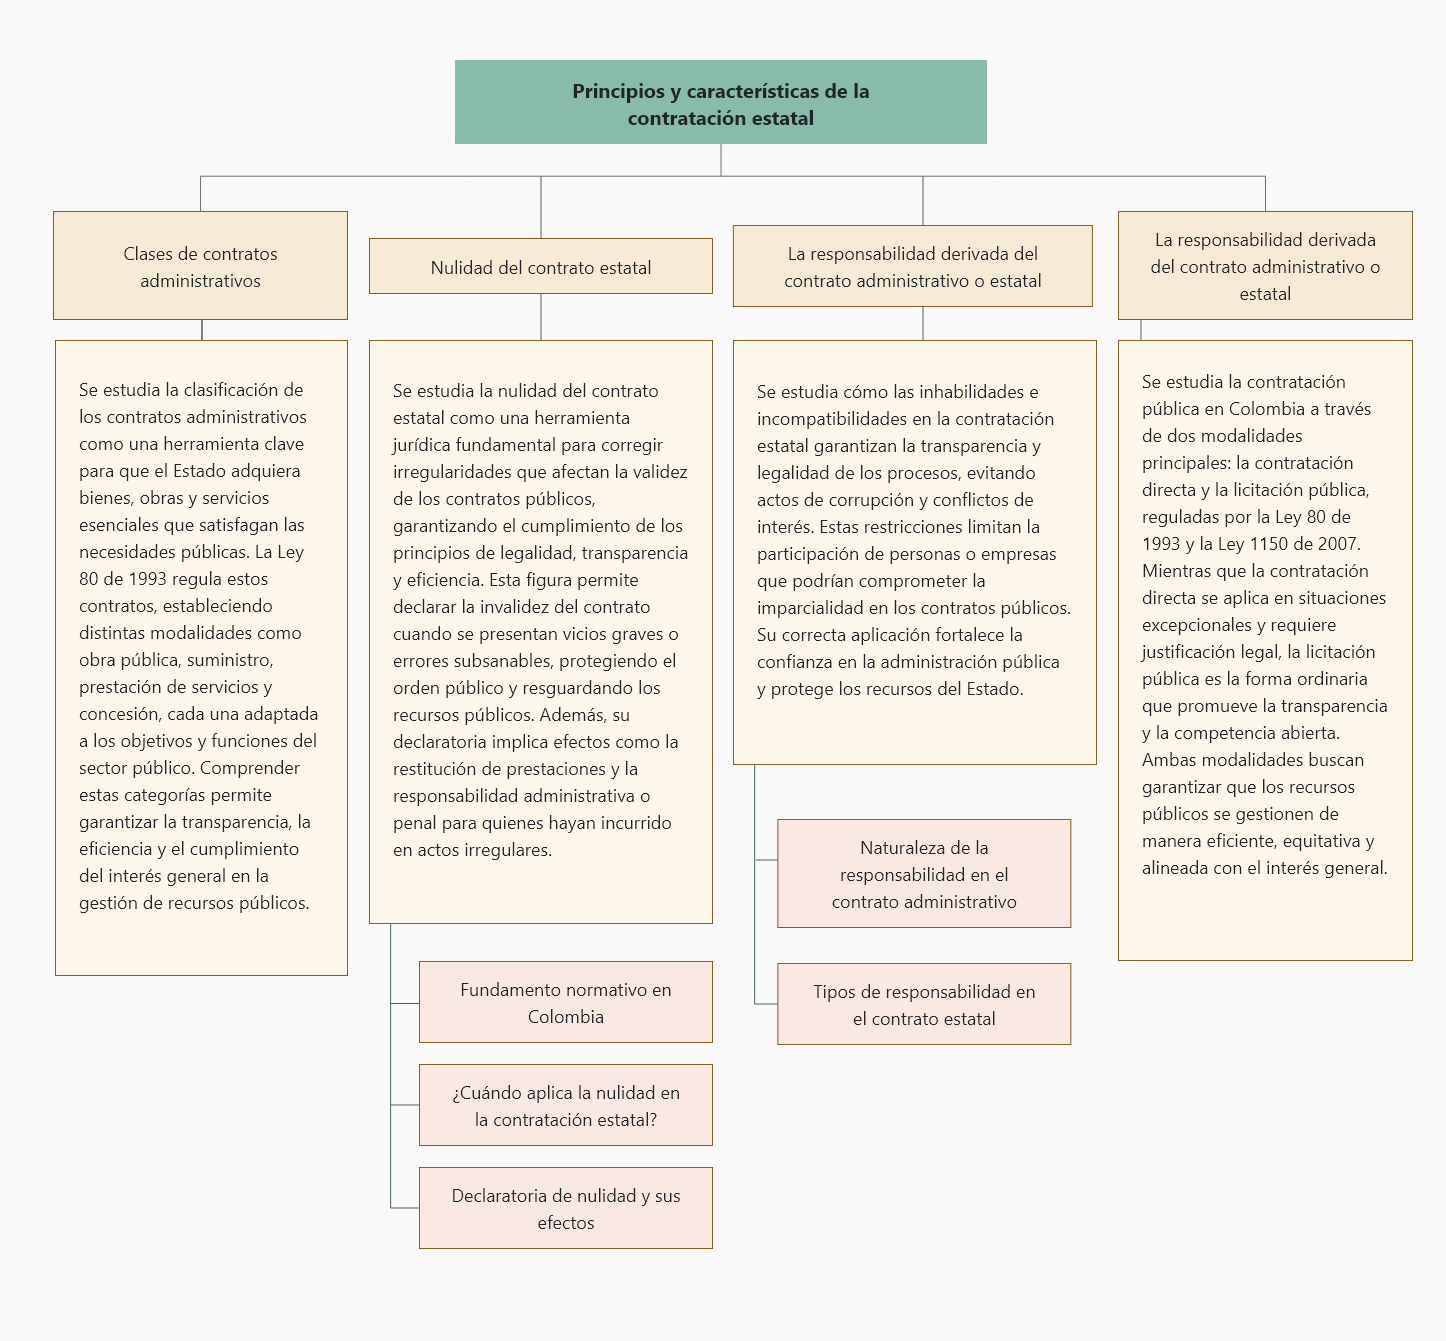 Principios y características de la
contratación estatal
Clases de contratos
administrativos
Se estudia la clasificación de
los contratos administrativos
como una herramienta clave
para que el Estado adquiera
bienes, obras y servicios
esenciales que satisfagan las
necesidades públicas. La Ley
80 de 1993 regula estos
contratos, estableciendo
distintas modalidades como
obra pública, suministro,
prestación de servicios y
concesión, cada una adaptada
a los objetivos y funciones del
sector público. Comprender
estas categorías permite
garantizar la transparencia, la
eficiencia y el cumplimiento
del interés general en la
gestión de recursos públicos.
Nulidad del contrato estatal
Se estudia la nulidad del contrato
estatal como una herramienta
jurídica fundamental para corregir
irregularidades que afectan la validez
de los contratos públicos,
garantizando el cumplimiento de los
principios de legalidad, transparencia
y eficiencia. Esta figura permite
declarar la invalidez del contrato
cuando se presentan vicios graves o
errores subsanables, protegiendo el
orden público y resguardando los
recursos públicos. Además, su
declaratoria implica efectos como la
restitución de prestaciones y la
responsabilidad administrativa o
penal para quienes hayan incurrido
en actos irregulares.
Fundamento normativo en
Colombia
¿Cuándo aplica la nulidad en
la contratación estatal?
Declaratoria de nulidad y sus
efectos
La responsabilidad derivada del
contrato administrativo o estatal
Se estudia cómo las inhabilidades e
incompatibilidades en la contratación
estatal garantizan la transparencia y
legalidad de los procesos, evitando
actos de corrupción y conflictos de
interés. Estas restricciones limitan la
participación de personas o empresas
que podrían comprometer la
imparcialidad en los contratos públicos.
Su correcta aplicación fortalece la
confianza en la administración pública
y protege los recursos del Estado.
Naturaleza de la
responsabilidad en el
contrato administrativo
Tipos de responsabilidad en
el contrato estatal
La responsabilidad derivada
del contrato administrativo o
estatal
Se estudia la contratación
pública en Colombia a través
de dos modalidades
principales: la contratación
directa y la licitación pública,
reguladas por la Ley 80 de
1993 y la Ley 1150 de 2007.
Mientras que la contratación
directa se aplica en situaciones
excepcionales y requiere
justificación legal, la licitación
pública es la forma ordinaria
que promueve la transparencia
y la competencia abierta.
Ambas modalidades buscan
garantizar que los recursos
públicos se gestionen de
manera eficiente, equitativa y
alineada con el interés general.